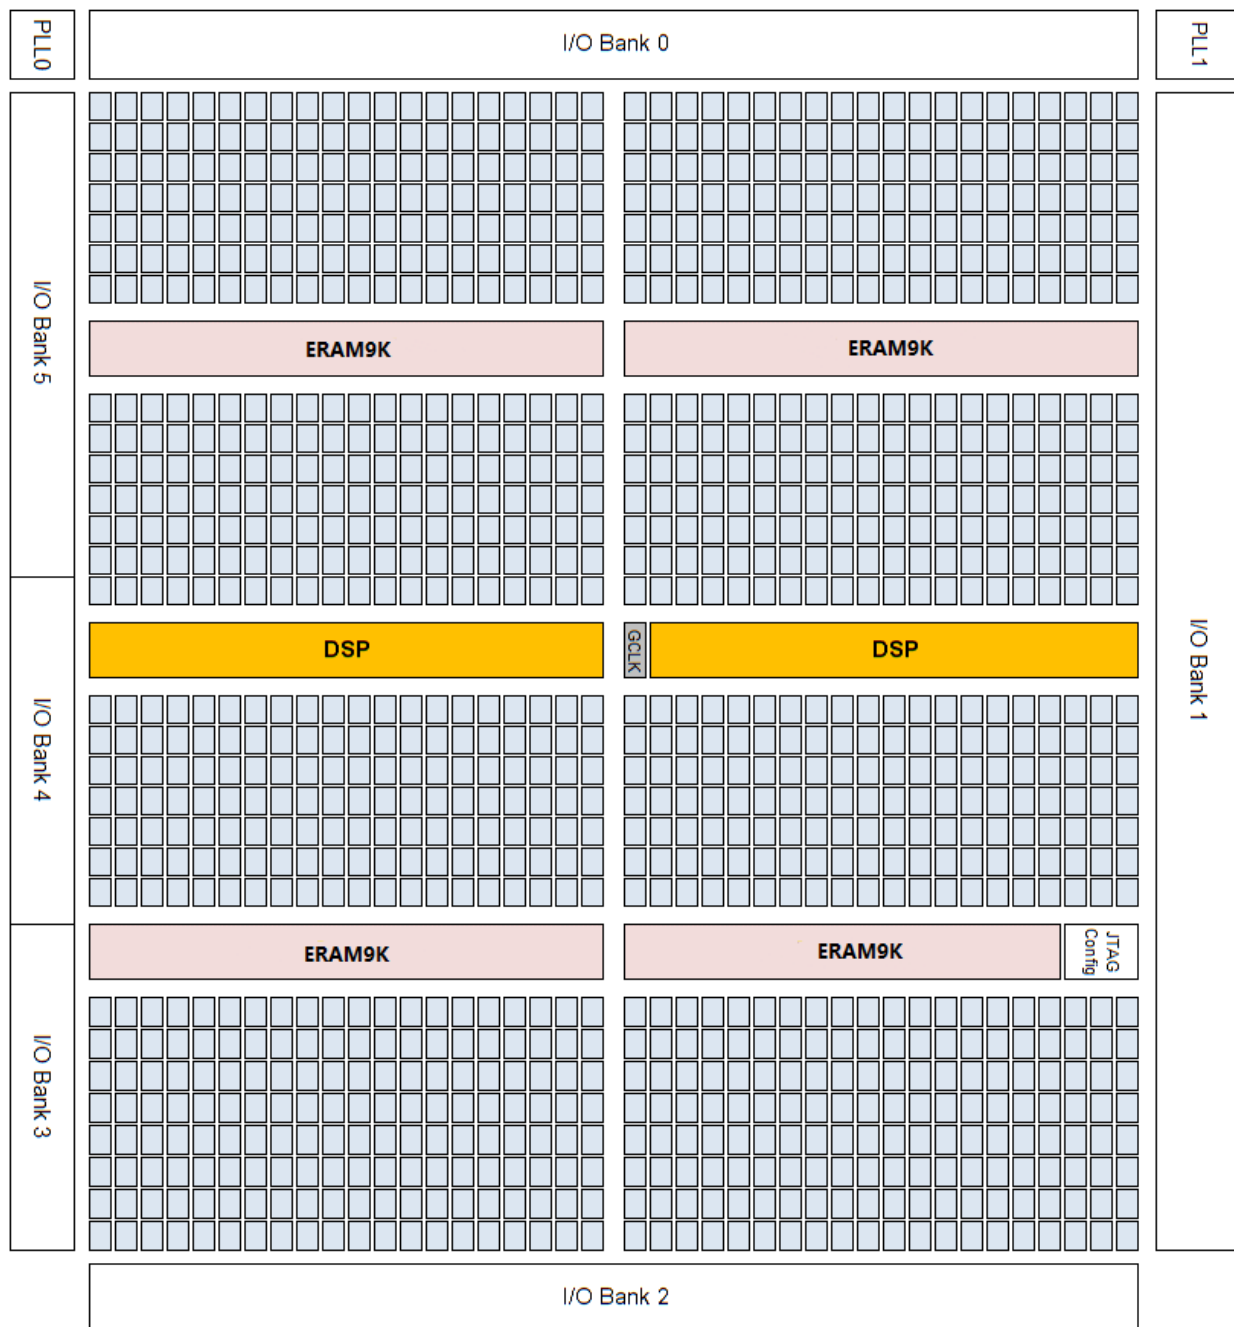 PLL0
I/O Bank 0
PLL1
I/O Bank 5
ERAM9K
ERAM9K
DSP
GCLK
DSP
I/O Bank 1
I/O Bank 4
ERAM9K
ERAM9K
JTAG
Config
I/O Bank 3
I/O Bank 2